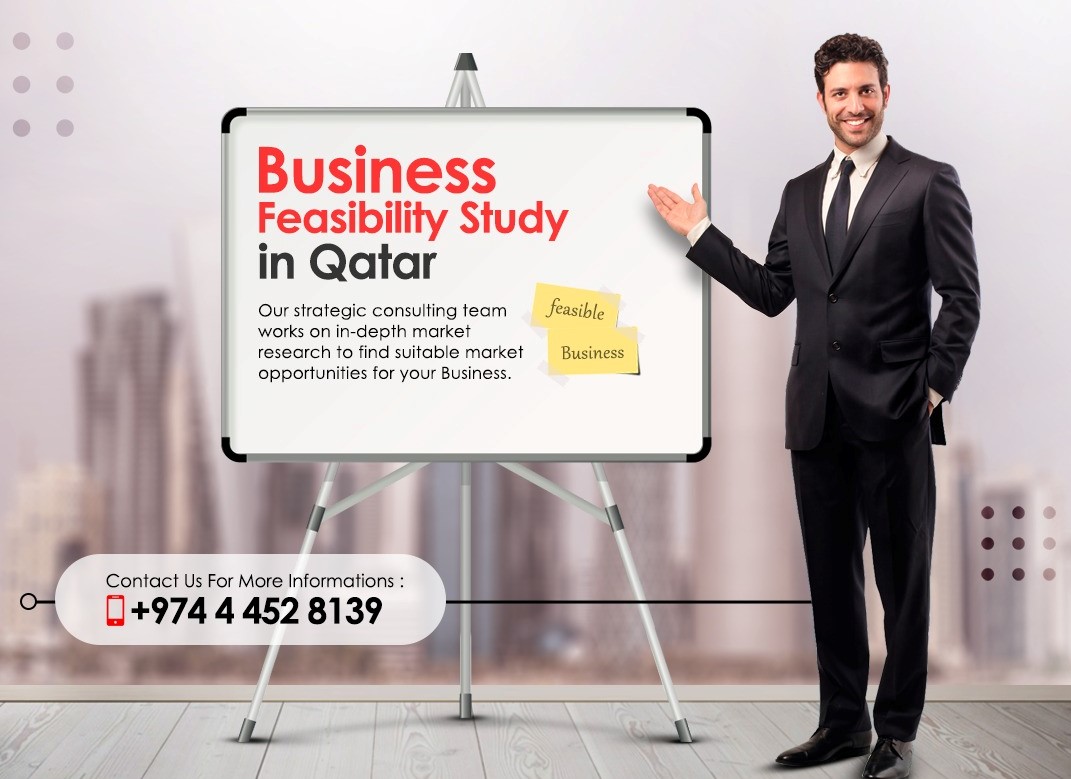 Business
Feasibility Study
in Qatar
Our strategic consulting team
works on in-depth market
research to find suitable market
opportunities for your Business.
feasible
Business
Contact Us For More Informations :
+974 4 452 8139